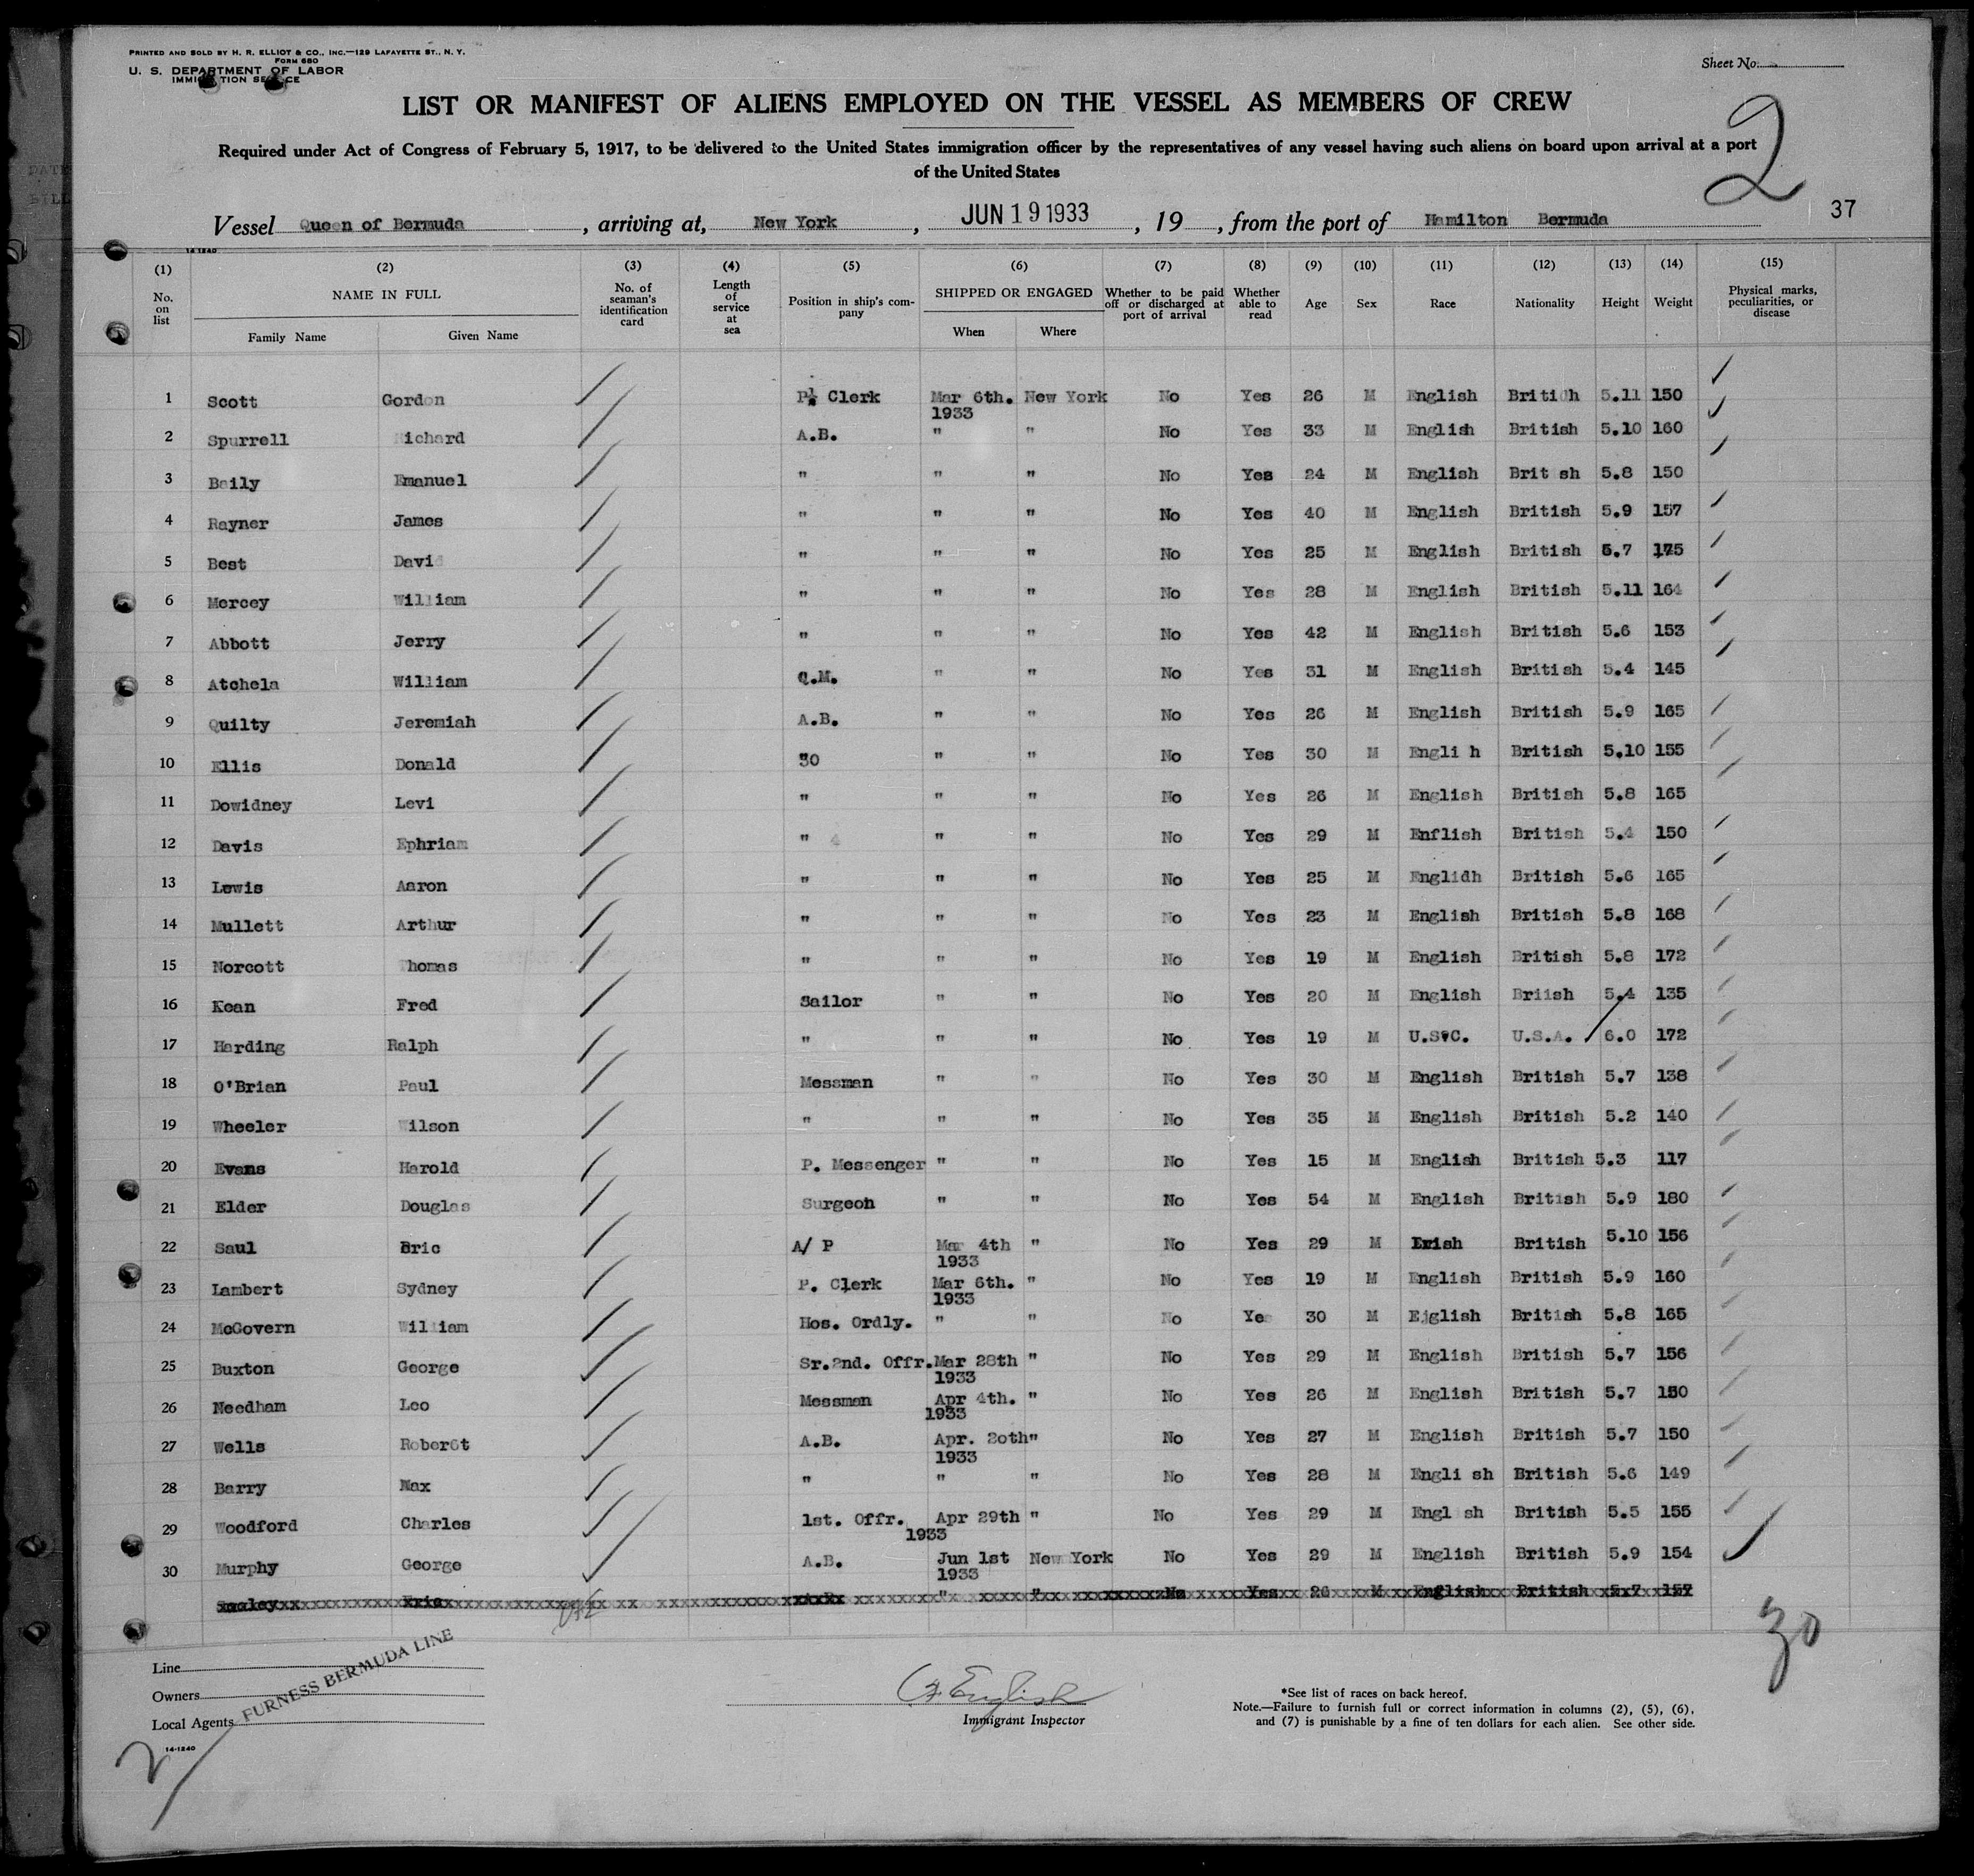 PRINTED AND SOLD BY H. R. ELLIOT & CO., INC.—129 LAFAYETTE ST., N. Y.
FORM 680
U. S. DEPARTMENT OF LABOR
IMMIGRATION SERVICE
Sheet No.
LIST OR MANIFEST OF ALIENS EMPLOYED ON THE VESSEL AS MEMBERS OF CREW
2
Required under Act of Congress of February 5, 1917, to be delivered to the United States immigration officer by the representatives of any vessel having such aliens on board upon arrival at a port
of the United States
Vessel Queen of Bermuda , arriving at, New York , JUN 19 1933 , 19 , from the port of Hamilton Bermuda 37
14-1240
(1) (2) (3) (4) (5) (6) (7) (8) (9) (10) (11) (12) (13) (14) (15)
No. on list NAME IN FULL Family Name Given Name No. of seaman's identification card Length of service at sea Position in ship's company SHIPPED OR ENGAGED When Where Whether to be paid off or discharged at port of arrival Whether able to read Age Sex Race Nationality Height Weight Physical marks, peculiarities, or disease
1 Scott Gordon Clerk Mar 6th. 1933 New York No Yes 26 M English Britidh 5.11 150
2 Spurrell Richard A.B. " " No Yes 33 M English British 5.10 160
3 Baily Emanuel " " " No Yes 24 M English Brit sh 5.8 150
4 Rayner James " " " No Yes 40 M English British 5.9 157
5 Best David " " " No Yes 25 M English British 5.7 175
6 Mercey William " " " No Yes 28 M English British 5.11 164
7 Abbott Jerry " " " No Yes 42 M English British 5.6 153
8 Atchela William Q.M. " " No Yes 31 M English British 5.4 145
9 Quilty Jeremiah A.B. " " No Yes 26 M English British 5.9 165
10 Ellis Donald 30 " " No Yes 30 M Engli h British 5.10 155
11 Dowidney Levi " " " No Yes 26 M English British 5.8 165
12 Davis Ephriam " 4 " " No Yes 29 M Enflish British 5.4 150
13 Lewis Aaron " " " No Yes 25 M Englidh British 5.6 165
14 Mullett Arthur " " " No Yes 23 M English British 5.8 168
15 Norcott Thomas " " " No Yes 19 M English British 5.8 172
16 Kean Fred Sailor " " No Yes 20 M English Briish 5.4 135
17 Harding Ralph " " " No Yes 19 M U.S.C. U.S.A. 6.0 172
18 O'Brian Paul Messman " " No Yes 30 M English British 5.7 138
19 Wheeler Wilson " " " No Yes 35 M English British 5.2 140
20 Evans Harold P. Messenger " " No Yes 15 M English British 5.3 117
21 Elder Douglas Surgeon " " No Yes 54 M English British 5.9 180
22 Saul Eric A/ P Mar 4th 1933 " No Yes 29 M Irish British 5.10 156
23 Lambert Sydney P. Clerk Mar 6th. 1933 " No Yes 19 M English British 5.9 160
24 McGovern William Hos. Ordly. " " No Yes 30 M Ejglish British 5.8 165
25 Buxton George Sr.2nd. Offr. Mar 28th 1933 " No Yes 29 M English British 5.7 156
26 Needham Leo Messman Apr 4th. 1933 " No Yes 26 M English British 5.7 150
27 Wells Robert A.B. Apr. 20th 1933 " No Yes 27 M English British 5.7 150
28 Barry Max " " " No Yes 28 M Engli sh British 5.6 149
29 Woodford Charles 1st. Offr. Apr 29th 1933 " No Yes 29 M Engl sh British 5.5 155
30 Murphy George A.B. Jun 1st 1933 New York No Yes 29 M English British 5.9 154
Eric " " No Yes 26 M English British 5x7 157
30
Line
Owners
Local Agents
FURNESS BERMUDA LINE
English
Immigrant Inspector
*See list of races on back hereof.
Note.—Failure to furnish full or correct information in columns (2), (5), (6),
and (7) is punishable by a fine of ten dollars for each alien. See other side.
14-1240
2